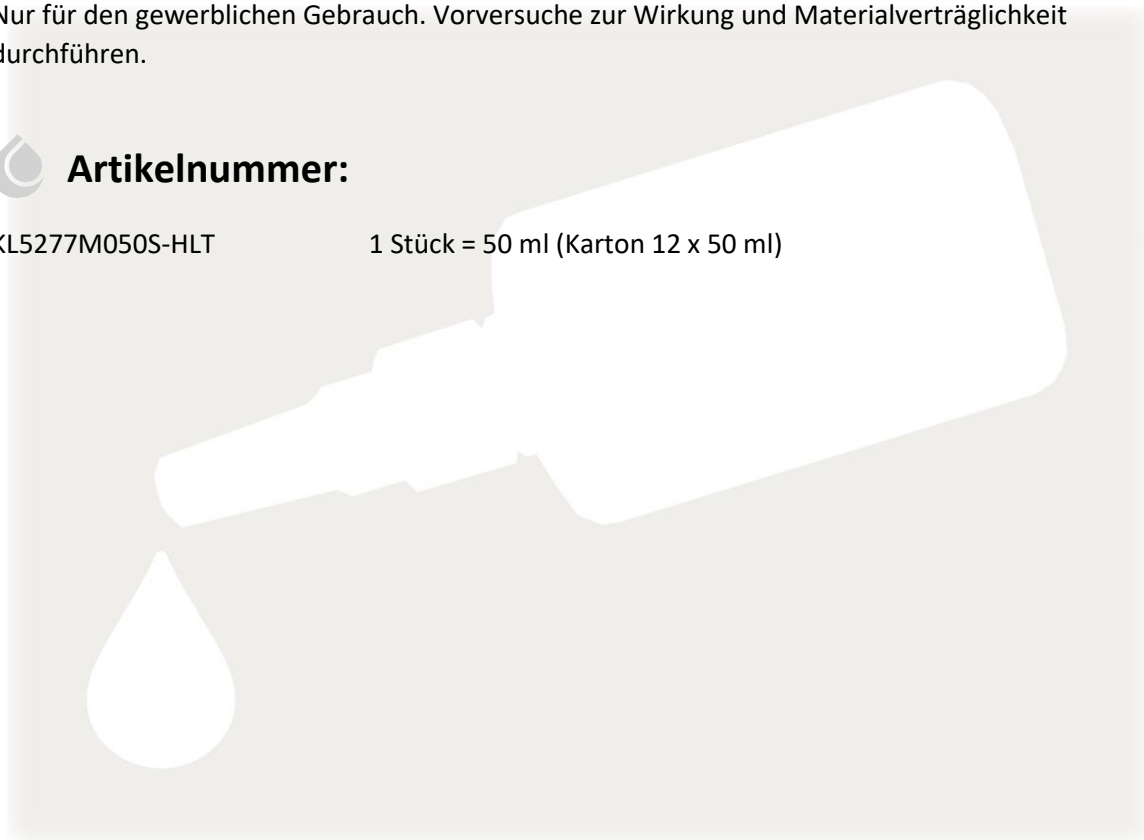 Nur für den gewerblichen Gebrauch. Vorversuche zur Wirkung und Materialverträglichkeit
durchführen.
Artikelnummer:
KL5277M050S-HLT 1 Stück = 50 ml (Karton 12 x 50 ml)